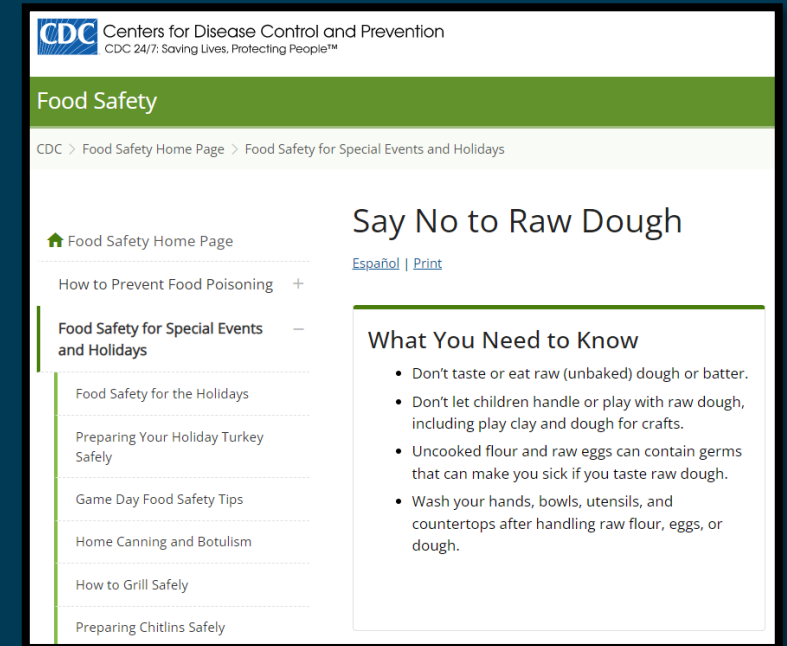 CDC Centers for Disease Control and Prevention
CDC 24/7: Saving Lives, Protecting People™
Food Safety
CDC > Food Safety Home Page > Food Safety for Special Events and Holidays
Food Safety Home Page
How to Prevent Food Poisoning +
Food Safety for Special Events
and Holidays –
Food Safety for the Holidays
Preparing Your Holiday Turkey
Safely
Game Day Food Safety Tips
Home Canning and Botulism
How to Grill Safely
Preparing Chitlins Safely
Say No to Raw Dough
Español | Print
What You Need to Know
• Don't taste or eat raw (unbaked) dough or batter.
• Don't let children handle or play with raw dough,
including play clay and dough for crafts.
• Uncooked flour and raw eggs can contain germs
that can make you sick if you taste raw dough.
• Wash your hands, bowls, utensils, and
countertops after handling raw flour, eggs, or
dough.